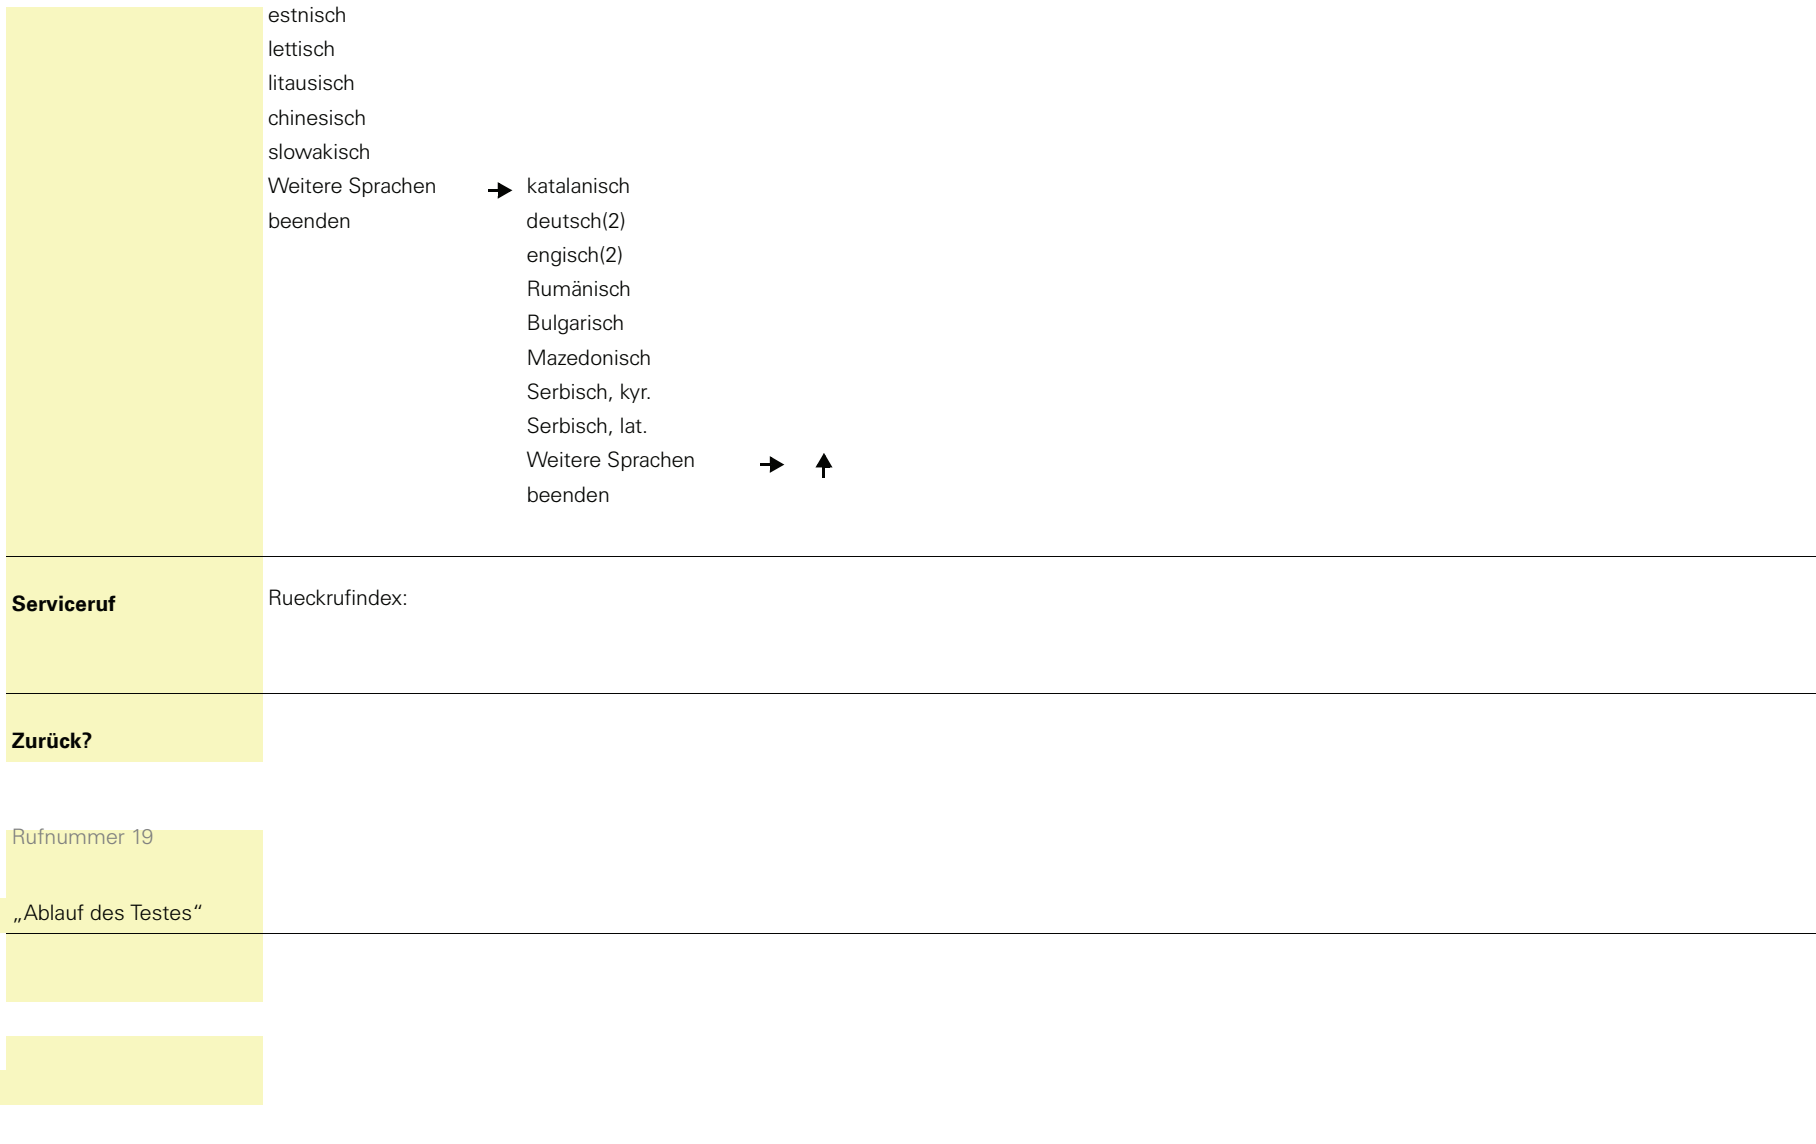 estnisch
lettisch
litausisch
chinesisch
slowakisch
Weitere Sprachen katalanisch
beenden deutsch(2)
engisch(2)
Rumänisch
Bulgarisch
Mazedonisch
Serbisch, kyr.
Serbisch, lat.
Weitere Sprachen
beenden
Serviceruf Rueckrufindex:
Zurück?
Rufnummer 19
„Ablauf des Testes“